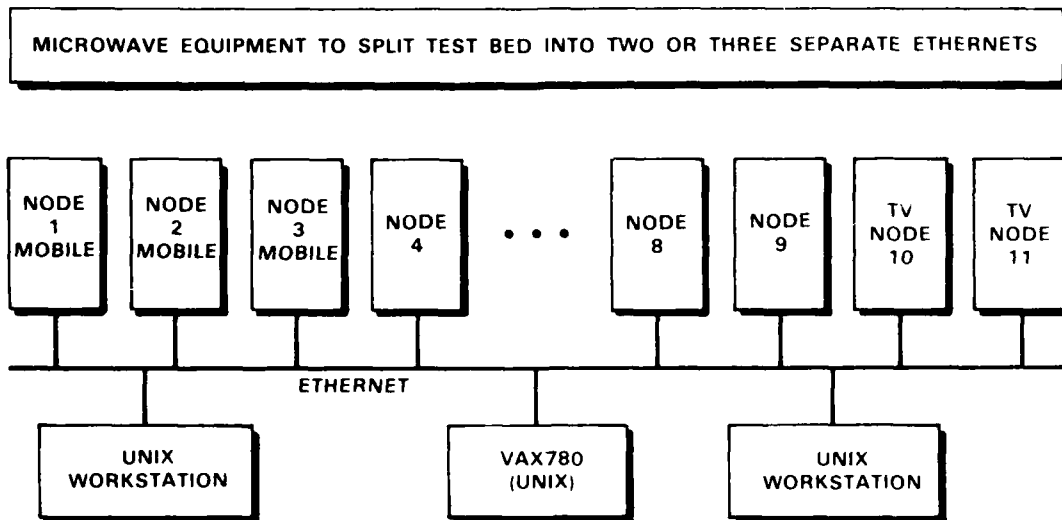 MICROWAVE EQUIPMENT TO SPLIT TEST BED INTO TWO OR THREE SEPARATE ETHERNETS
NODE
1
MOBILE
NODE
2
MOBILE
NODE
3
MOBILE
NODE
4
• • •
NODE
8
NODE
9
TV
NODE
10
TV
NODE
11
ETHERNET
UNIX
WORKSTATION
VAX780
(UNIX)
UNIX
WORKSTATION